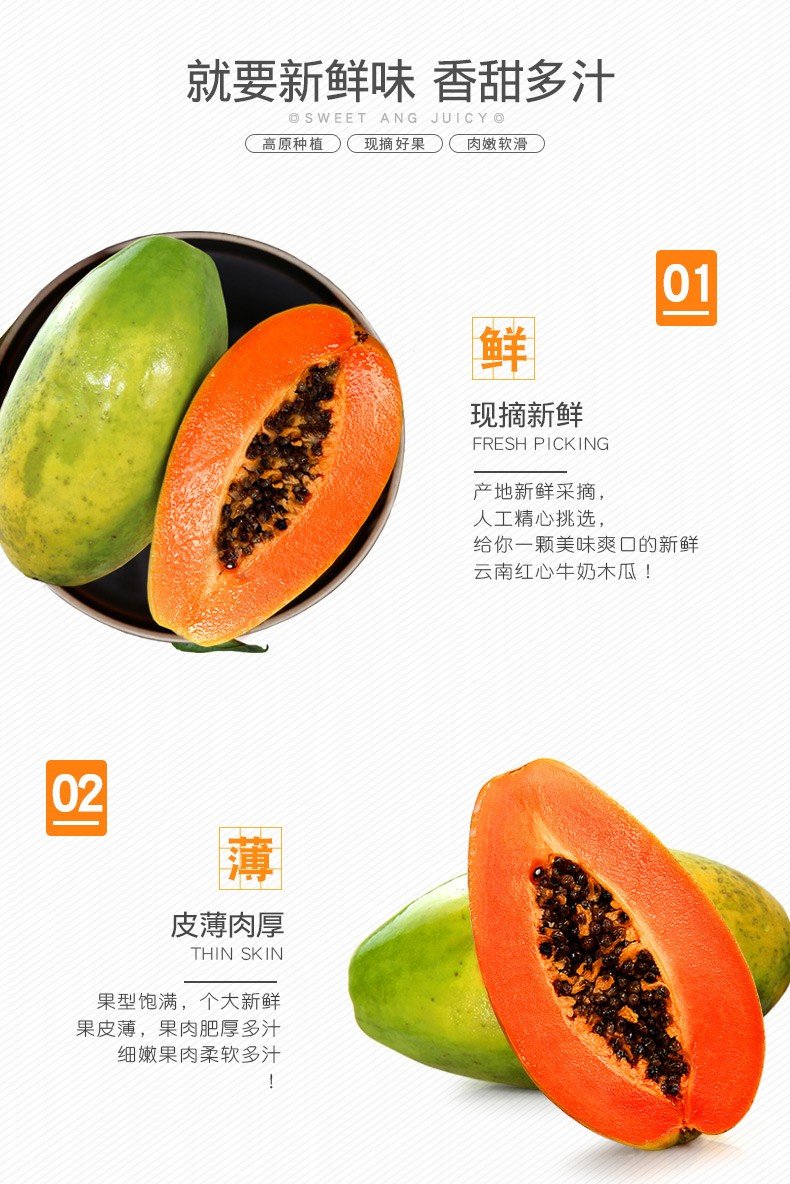 就要新鲜味 香甜多汁
◎SWEET ANG JUICY◎
高原种植 现摘好果 肉嫩软滑
01
鲜
现摘新鲜
FRESH PICKING
产地新鲜采摘，
人工精心挑选，
给你一颗美味爽口的新鲜
云南红心牛奶木瓜！
02
薄
皮薄肉厚
THIN SKIN
果型饱满，个大新鲜
果皮薄，果肉肥厚多汁
细嫩果肉柔软多汁
！